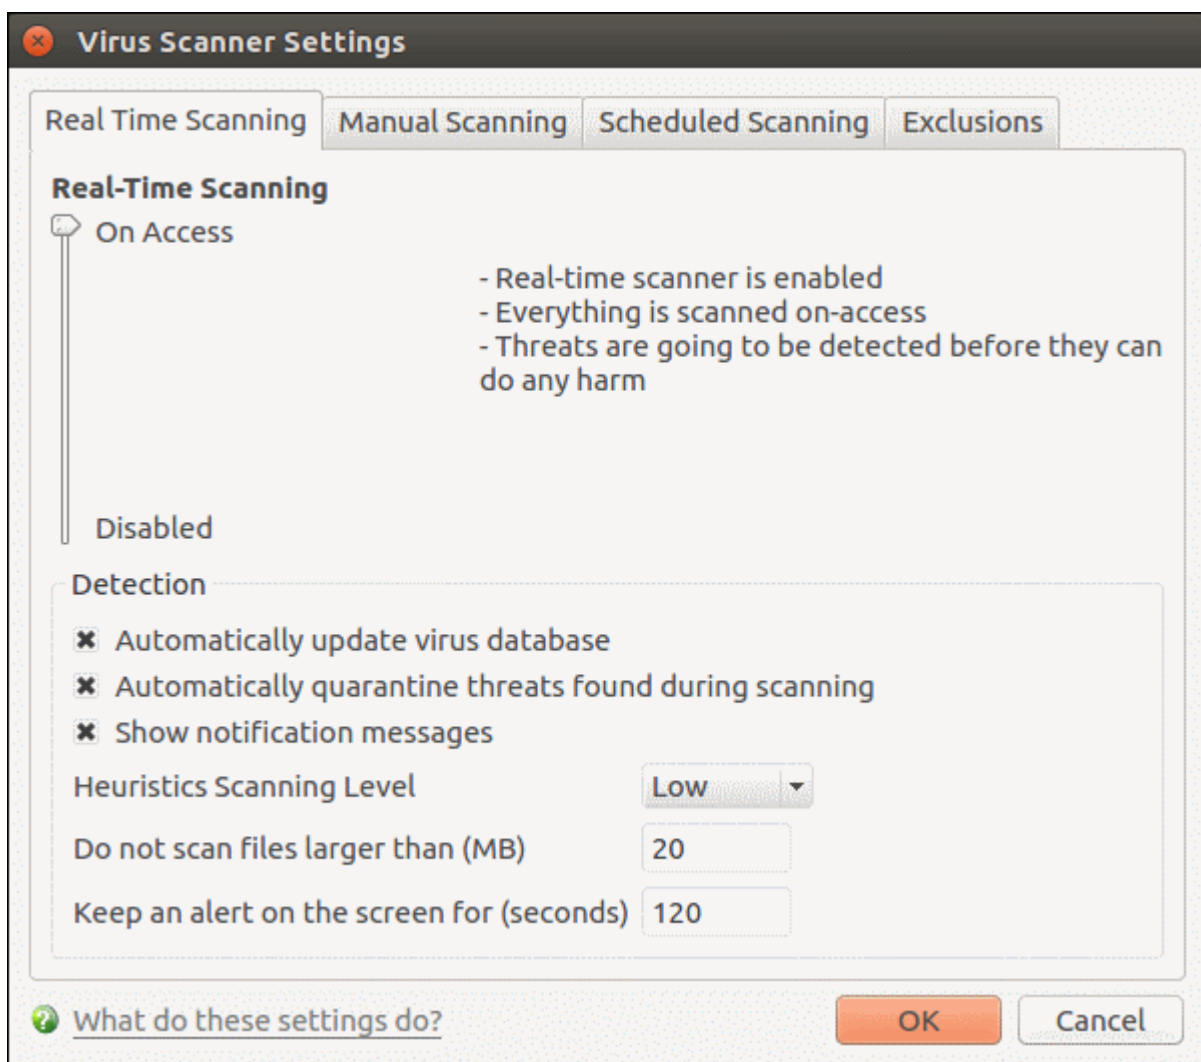 Virus Scanner Settings
Real Time Scanning Manual Scanning Scheduled Scanning Exclusions
Real-Time Scanning
On Access
- Real-time scanner is enabled
- Everything is scanned on-access
- Threats are going to be detected before they can
do any harm
Disabled
Detection
Automatically update virus database
Automatically quarantine threats found during scanning
Show notification messages
Heuristics Scanning Level Low
Do not scan files larger than (MB) 20
Keep an alert on the screen for (seconds) 120
What do these settings do? OK Cancel